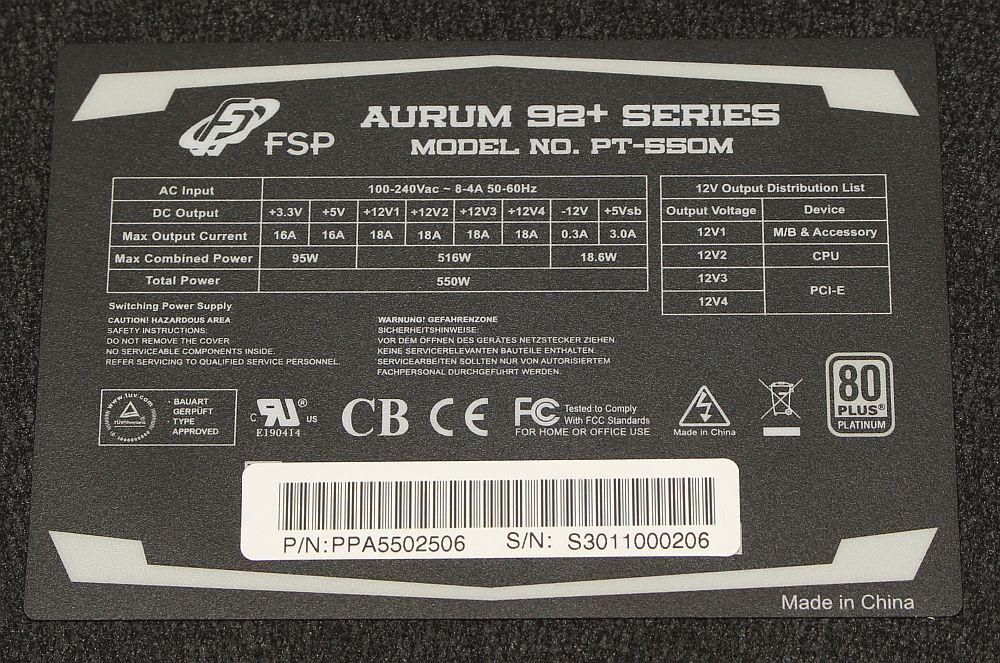 FSP
AURUM 92+ SERIES
MODEL NO. PT-550M
AC Input 100-240Vac ~ 8-4A 50-60Hz
DC Output +3.3V +5V +12V1 +12V2 +12V3 +12V4 -12V +5Vsb
Max Output Current 16A 16A 18A 18A 18A 18A 0.3A 3.0A
Max Combined Power 95W 516W 18.6W
Total Power 550W
12V Output Distribution List
Output Voltage Device
12V1 M/B & Accessory
12V2 CPU
12V3 PCI-E
12V4
Switching Power Supply
CAUTION! HAZARDOUS AREA
SAFETY INSTRUCTIONS:
DO NOT REMOVE THE COVER
NO SERVICEABLE COMPONENTS INSIDE.
REFER SERVICING TO QUALIFIED SERVICE PERSONNEL.
WARNUNG! GEFAHRENZONE
SICHERHEITSHINWEISE:
VOR DEM ÖFFNEN DES GERÄTES NETZSTECKER ZIEHEN.
KEINE SERVICERELEVANTEN BAUTEILE ENTHALTEN.
SERVICEARBEITEN SOLLTEN NUR VON AUTORISIERTEM
FACHPERSONAL DURCHGEFÜHRT WERDEN.
www.tuv.com
TÜVRheinland
· BAUART
GERPÜFT
· TYPE
APPROVED
c RU ® US
E190414
CB
CE
FC
Tested to Comply
With FCC Standards
FOR HOME OR OFFICE USE
Made in China
80
PLUS®
PLATINUM
P/N:PPA5502506 S/N: S3011000206
Made in China